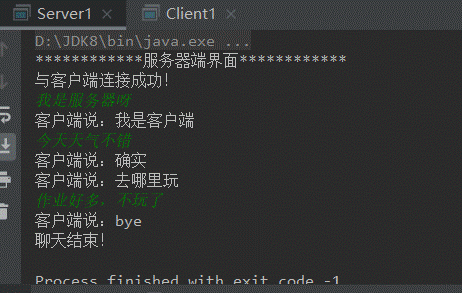 Server1 × Client1 ×
D:\JDK8\bin\java.exe ...
************服务器端界面************
与客户端连接成功!
我是服务器呀
客户端说：我是客户端
今天天气不错
客户端说：确实
客户端说：去哪里玩
作业好多，不玩了
客户端说：bye
聊天结束!
Process finished with exit code -1